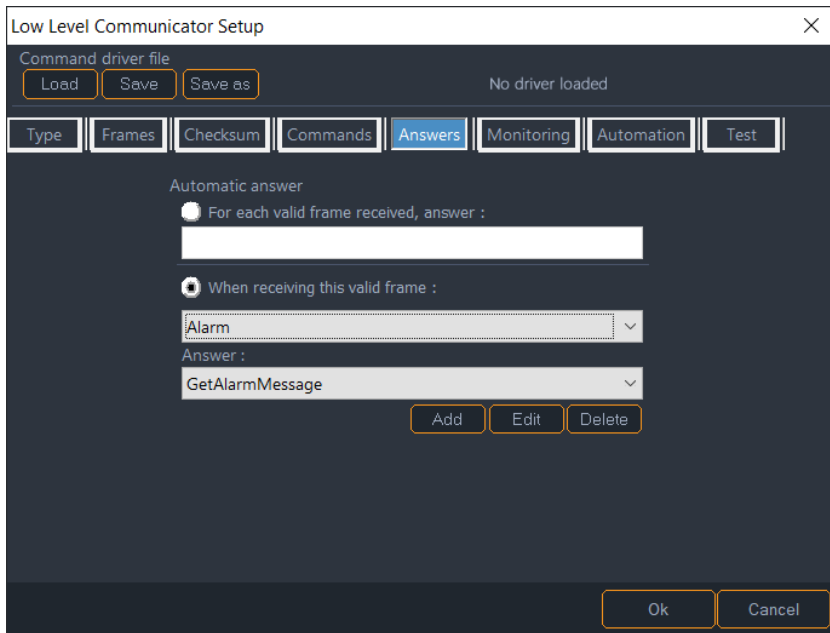 Low Level Communicator Setup
Command driver file
Load Save Save as No driver loaded
Type Frames Checksum Commands Answers Monitoring Automation Test
Automatic answer
For each valid frame received, answer :
When receiving this valid frame :
Alarm
Answer :
GetAlarmMessage
Add Edit Delete
Ok Cancel